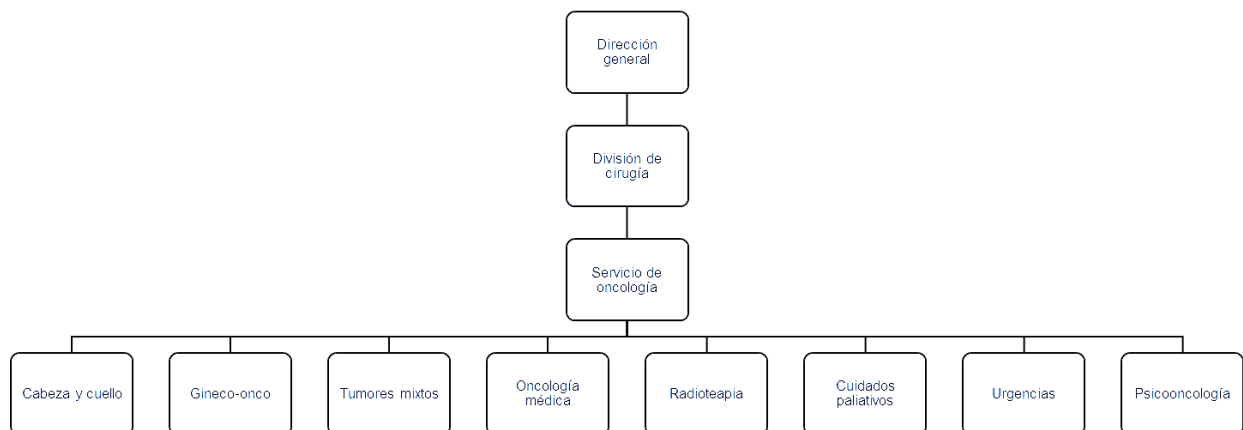 Dirección
general
División de
cirugía
Servicio de
oncología
Cabeza y cuello
Gineco-onco
Tumores mixtos
Oncología
médica
Radioteapia
Cuidados
paliativos
Urgencias
Psicooncología